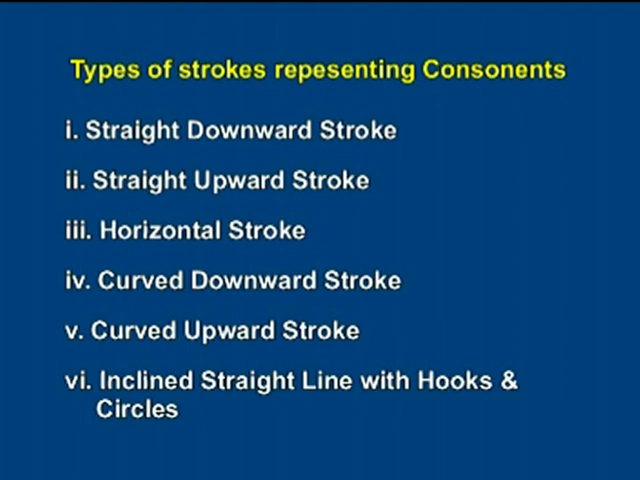 Types of strokes repesenting Consonents
i. Straight Downward Stroke
ii. Straight Upward Stroke
iii. Horizontal Stroke
iv. Curved Downward Stroke
v. Curved Upward Stroke
vi. Inclined Straight Line with Hooks &
Circles